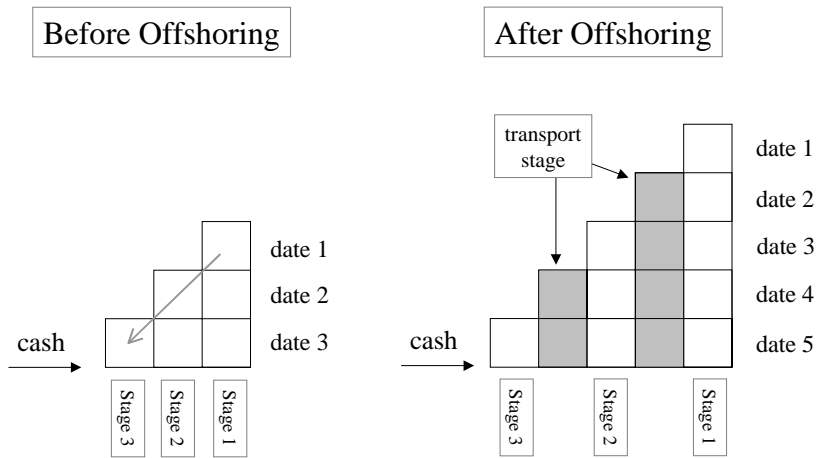 Before Offshoring
date 1
date 2
date 3
cash
Stage 3
Stage 2
Stage 1
After Offshoring
transport
stage
date 1
date 2
date 3
date 4
date 5
cash
Stage 3
Stage 2
Stage 1